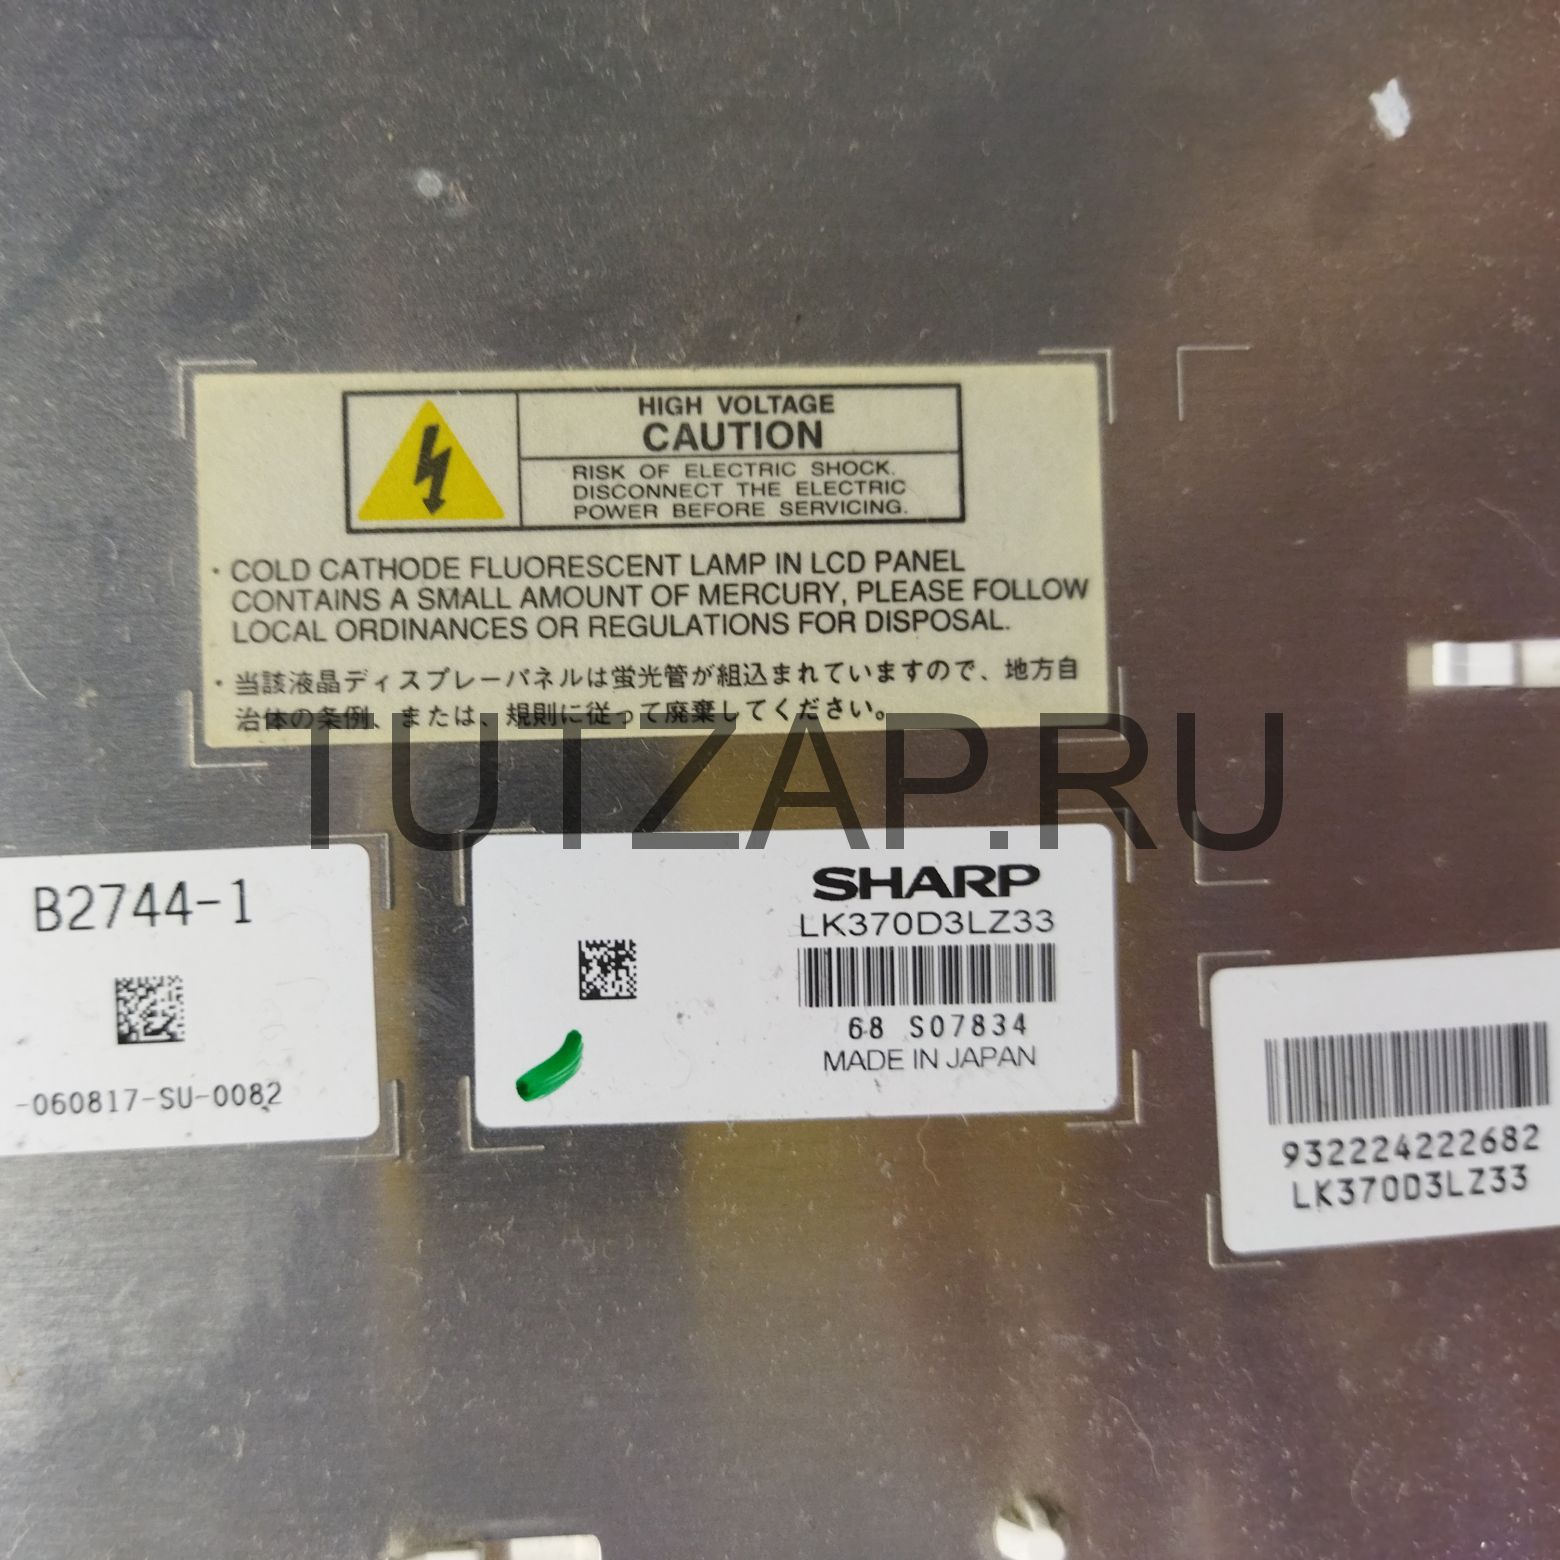 HIGH VOLTAGE
CAUTION
RISK OF ELECTRIC SHOCK.
DISCONNECT THE ELECTRIC
POWER BEFORE SERVICING.
· COLD CATHODE FLUORESCENT LAMP IN LCD PANEL
CONTAINS A SMALL AMOUNT OF MERCURY, PLEASE FOLLOW
LOCAL ORDINANCES OR REGULATIONS FOR DISPOSAL.
· 当該液晶ディスプレーパネルは蛍光管が組込まれていますので、地方自
治体の条例、または、規則に従って廃棄してください。
TUTZAP.RU
B2744-1
-060817-SU-0082
SHARP
LK370D3LZ33
68 S07834
MADE IN JAPAN
932224222682
LK370D3LZ33